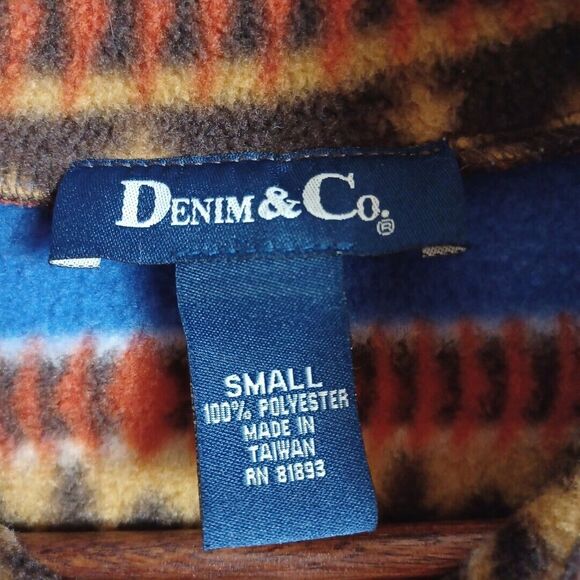 DENIM & CO.®
SMALL
100% POLYESTER
MADE IN
TAIWAN
RN 81893